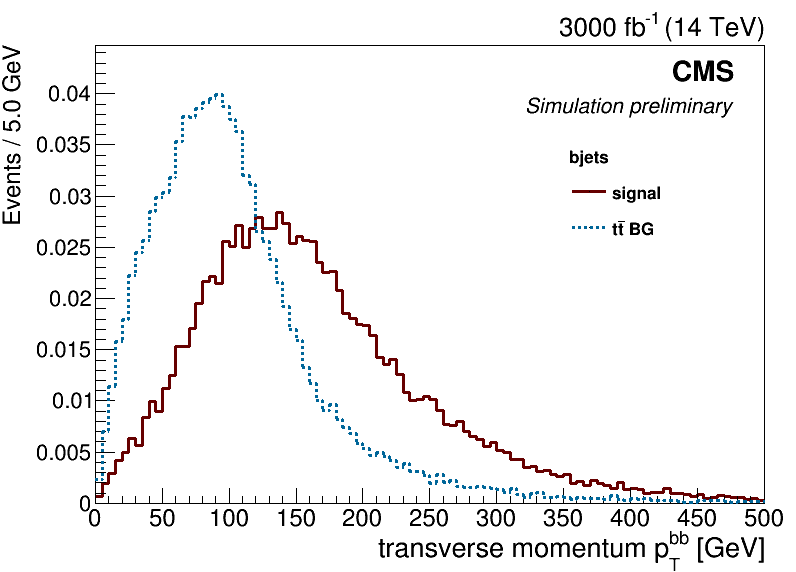 3000 fb-1 (14 TeV)
CMS
Simulation preliminary
bjets
signal
tt̄ BG
Events / 5.0 GeV
0.04
0.035
0.03
0.025
0.02
0.015
0.01
0.005
0
0 50 100 150 200 250 300 350 400 450 500
transverse momentum p_T^bb [GeV]